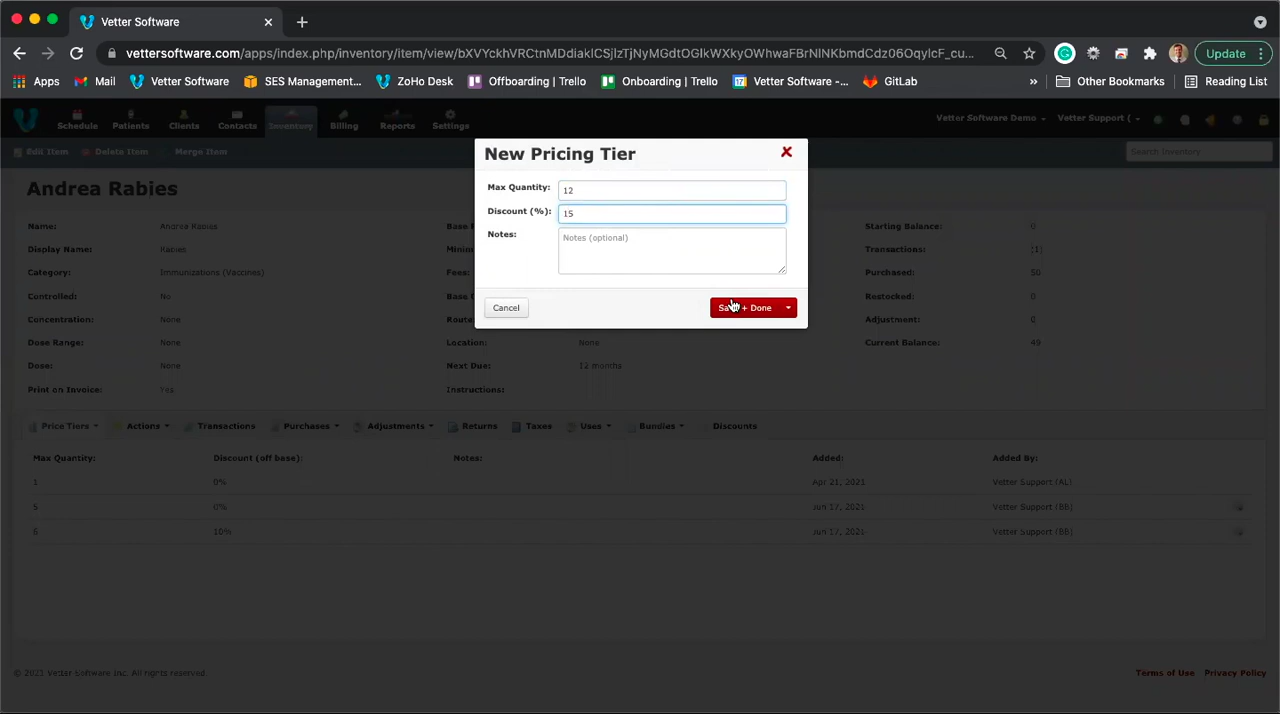 Vetter Software
vettersoftware.com/apps/index.php/inventory/item/view/
Update
Apps Mail Vetter Software SES Management... ZoHo Desk Offboarding | Trello Onboarding | Trello Vetter Software –... GitLab » Other Bookmarks Reading List
Schedule Patients Clients Contacts Inventory Billing Reports Settings Vetter Software Demo Vetter Support (
Edit Item Delete Item Merge Item Search Inventory
New Pricing Tier
Andrea Rabies
Max Quantity: 12
Discount (%): 15
Notes: Notes (optional)
Cancel + Done
Name: Andrea Rabies Starting Balance: 0
Display Name: Rabies Transactions: (1)
Category: Immunizations (Vaccines) Fees: Purchased: 50
Controlled: No Restocked: 0
Concentration: None Adjustment: 0
Dose Range: None Location: None Current Balance: 49
Dose: None Next Due: 12 months
Print on Invoice: Yes Instructions:
Price Tiers Actions Transactions Purchases Adjustments Returns Taxes Uses Bundles Discounts
Max Quantity: Discount (off base): Notes: Added: Added By:
1 0% Apr 21, 2021 Vetter Support (AL)
5 0% Jun 17, 2021 Vetter Support (BB)
10% Jun 17, 2021 Vetter Support (BB)
© 2021 Vetter Software Inc. All rights reserved. Terms of Use Privacy Policy